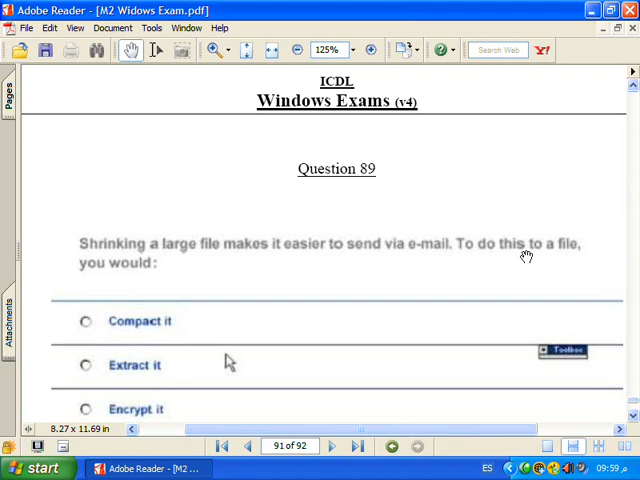 Adobe Reader - [M2 Widows Exam.pdf]
File Edit View Document Tools Window Help
125%
Search Web
Y!
Pages
Attachments
ICDL
Windows Exams (v4)
Question 89
Shrinking a large file makes it easier to send via e-mail. To do this to a file,
you would:
Compact it
Toolbox
Extract it
Encrypt it
8.27 x 11.69 in
91 of 92
start
Adobe Reader - [M2 ...
ES
09:59 م